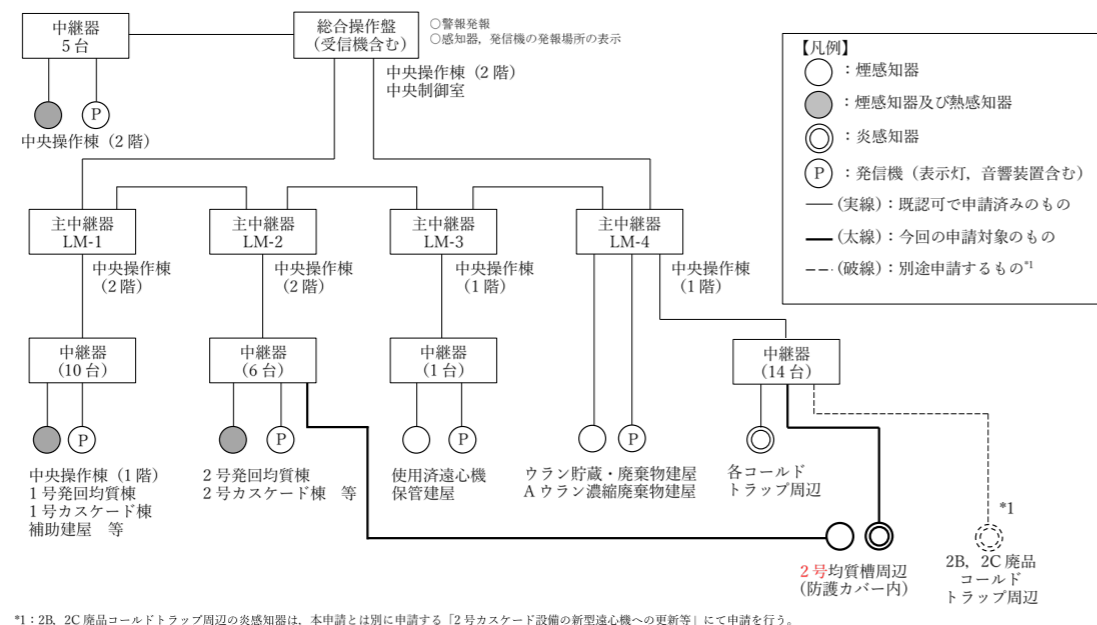 中継器
5台
総合操作盤
(受信機含む)
○警報発報
○感知器，発信機の発報場所の表示
中央操作棟（2階）
中央制御室
P
中央操作棟（2階）
【凡例】
：煙感知器
：煙感知器及び熱感知器
：炎感知器
P ：発信機（表示灯，音響装置含む）
(実線)：既認可で申請済みのもの
(太線)：今回の申請対象のもの
(破線)：別途申請するもの*1
主中継器
LM-1
中央操作棟
（2階）
主中継器
LM-2
中央操作棟
（2階）
主中継器
LM-3
中央操作棟
（1階）
主中継器
LM-4
中央操作棟
（1階）
中継器
(10台)
中継器
(6台)
中継器
(1台)
中継器
(14台)
P
P
P
P
中央操作棟（1階）
1号発回均質棟
1号カスケード棟
補助建屋　等
2号発回均質棟
2号カスケード棟　等
使用済遠心機
保管建屋
ウラン貯蔵・廃棄物建屋
Aウラン濃縮廃棄物建屋
各コールド
トラップ周辺
2号均質槽周辺
(防護カバー内)
*1
2B，2C廃品
コールド
トラップ周辺
*1：2B，2C廃品コールドトラップ周辺の炎感知器は，本申請とは別に申請する「2号カスケード設備の新型遠心機への更新等」にて申請を行う。